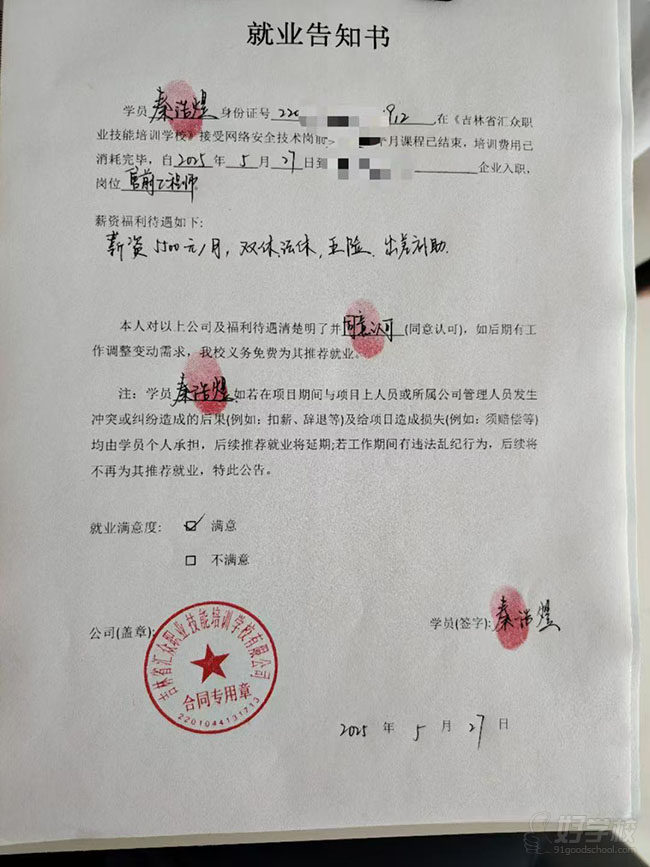 就业告知书
学员 秦浩煜 身份证号 220 912 在《吉林省汇众职
业技能培训学校》接受网络安全技术岗前 个月课程已结束，培训费用已
消耗完毕，自 2025 年 5 月 27 日到 企业入职，
岗位 售前工程师
薪资福利待遇如下:
薪资 5500元/月，双休法休，五险、出差补助.
本人对以上公司及福利待遇清楚明了并 同意认可 (同意认可)，如后期有工
作调整变动需求，我校义务免费为其推荐就业。
注：学员 秦浩煜 如若在项目期间与项目上人员或所属公司管理人员发生
冲突或纠纷造成的后果(例如：扣薪、辞退等)及给项目造成损失(例如：须赔偿等)
均由学员个人承担，后续推荐就业将延期;若工作期间有违法乱纪行为，后续将
不再为其推荐就业，特此公告。
就业满意度: ☑ 满意
□ 不满意
公司(盖章):
吉林省汇众职业技能培训学校有限公司
合同专用章
2201044131713
学员(签字): 秦浩煜
2025 年 5 月 27 日
好学校
91goodschool.com